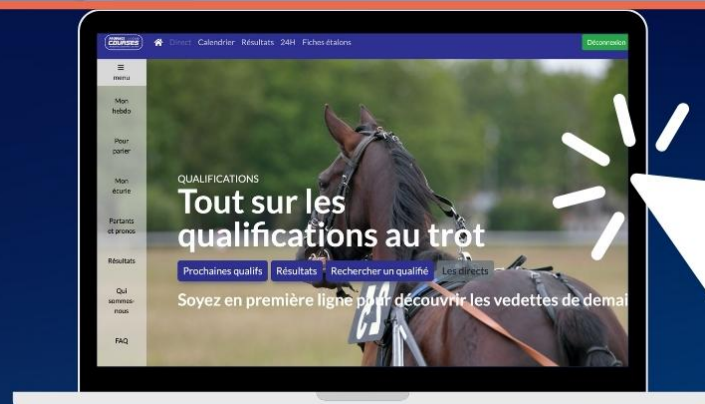 COURSES
Direct Calendrier Résultats 24H Fiches étalons
Déconnexion
menu
Mon
hebdo
Pour
parier
Mon
écurie
Partants
et pronos
Résultats
Qui
sommes-
nous
FAQ
QUALIFICATIONS
Tout sur les
qualifications au trot
Prochaines qualifs Résultats Rechercher un qualifié Les directs
Soyez en première ligne pour découvrir les vedettes de demai